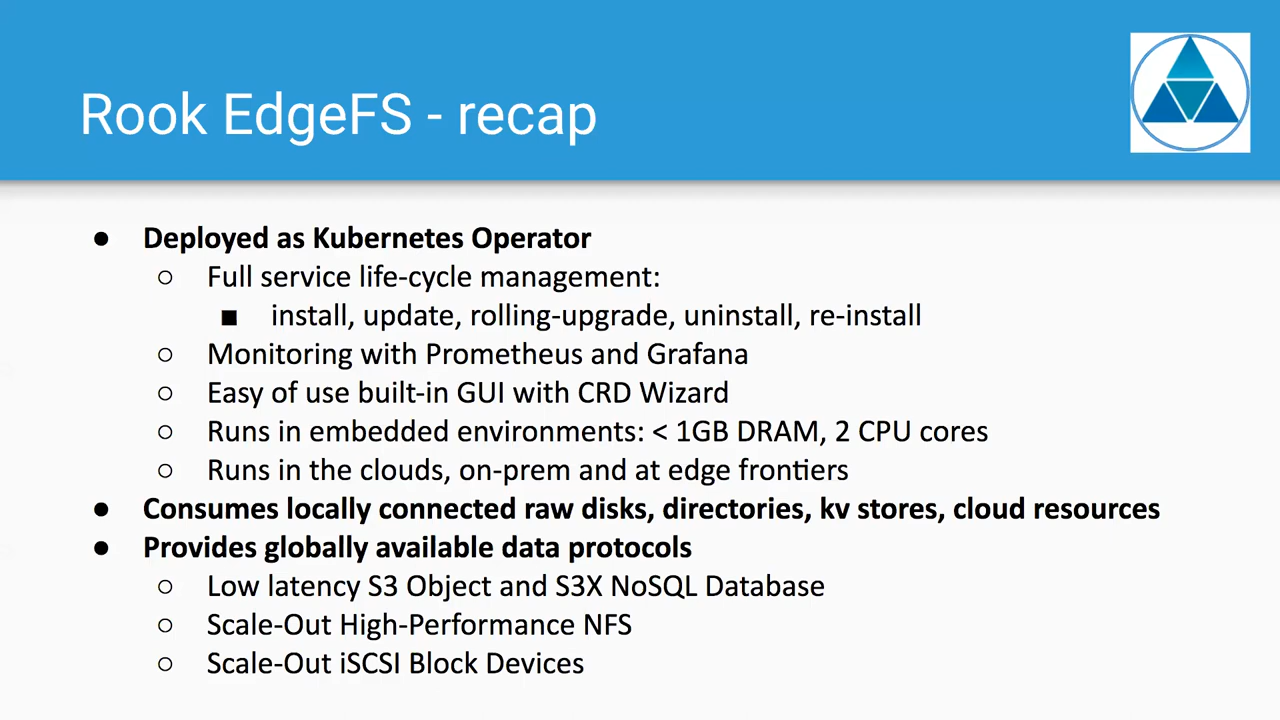 Rook EdgeFS - recap
● Deployed as Kubernetes Operator
○ Full service life-cycle management:
■ install, update, rolling-upgrade, uninstall, re-install
○ Monitoring with Prometheus and Grafana
○ Easy of use built-in GUI with CRD Wizard
○ Runs in embedded environments: < 1GB DRAM, 2 CPU cores
○ Runs in the clouds, on-prem and at edge frontiers
● Consumes locally connected raw disks, directories, kv stores, cloud resources
● Provides globally available data protocols
○ Low latency S3 Object and S3X NoSQL Database
○ Scale-Out High-Performance NFS
○ Scale-Out iSCSI Block Devices